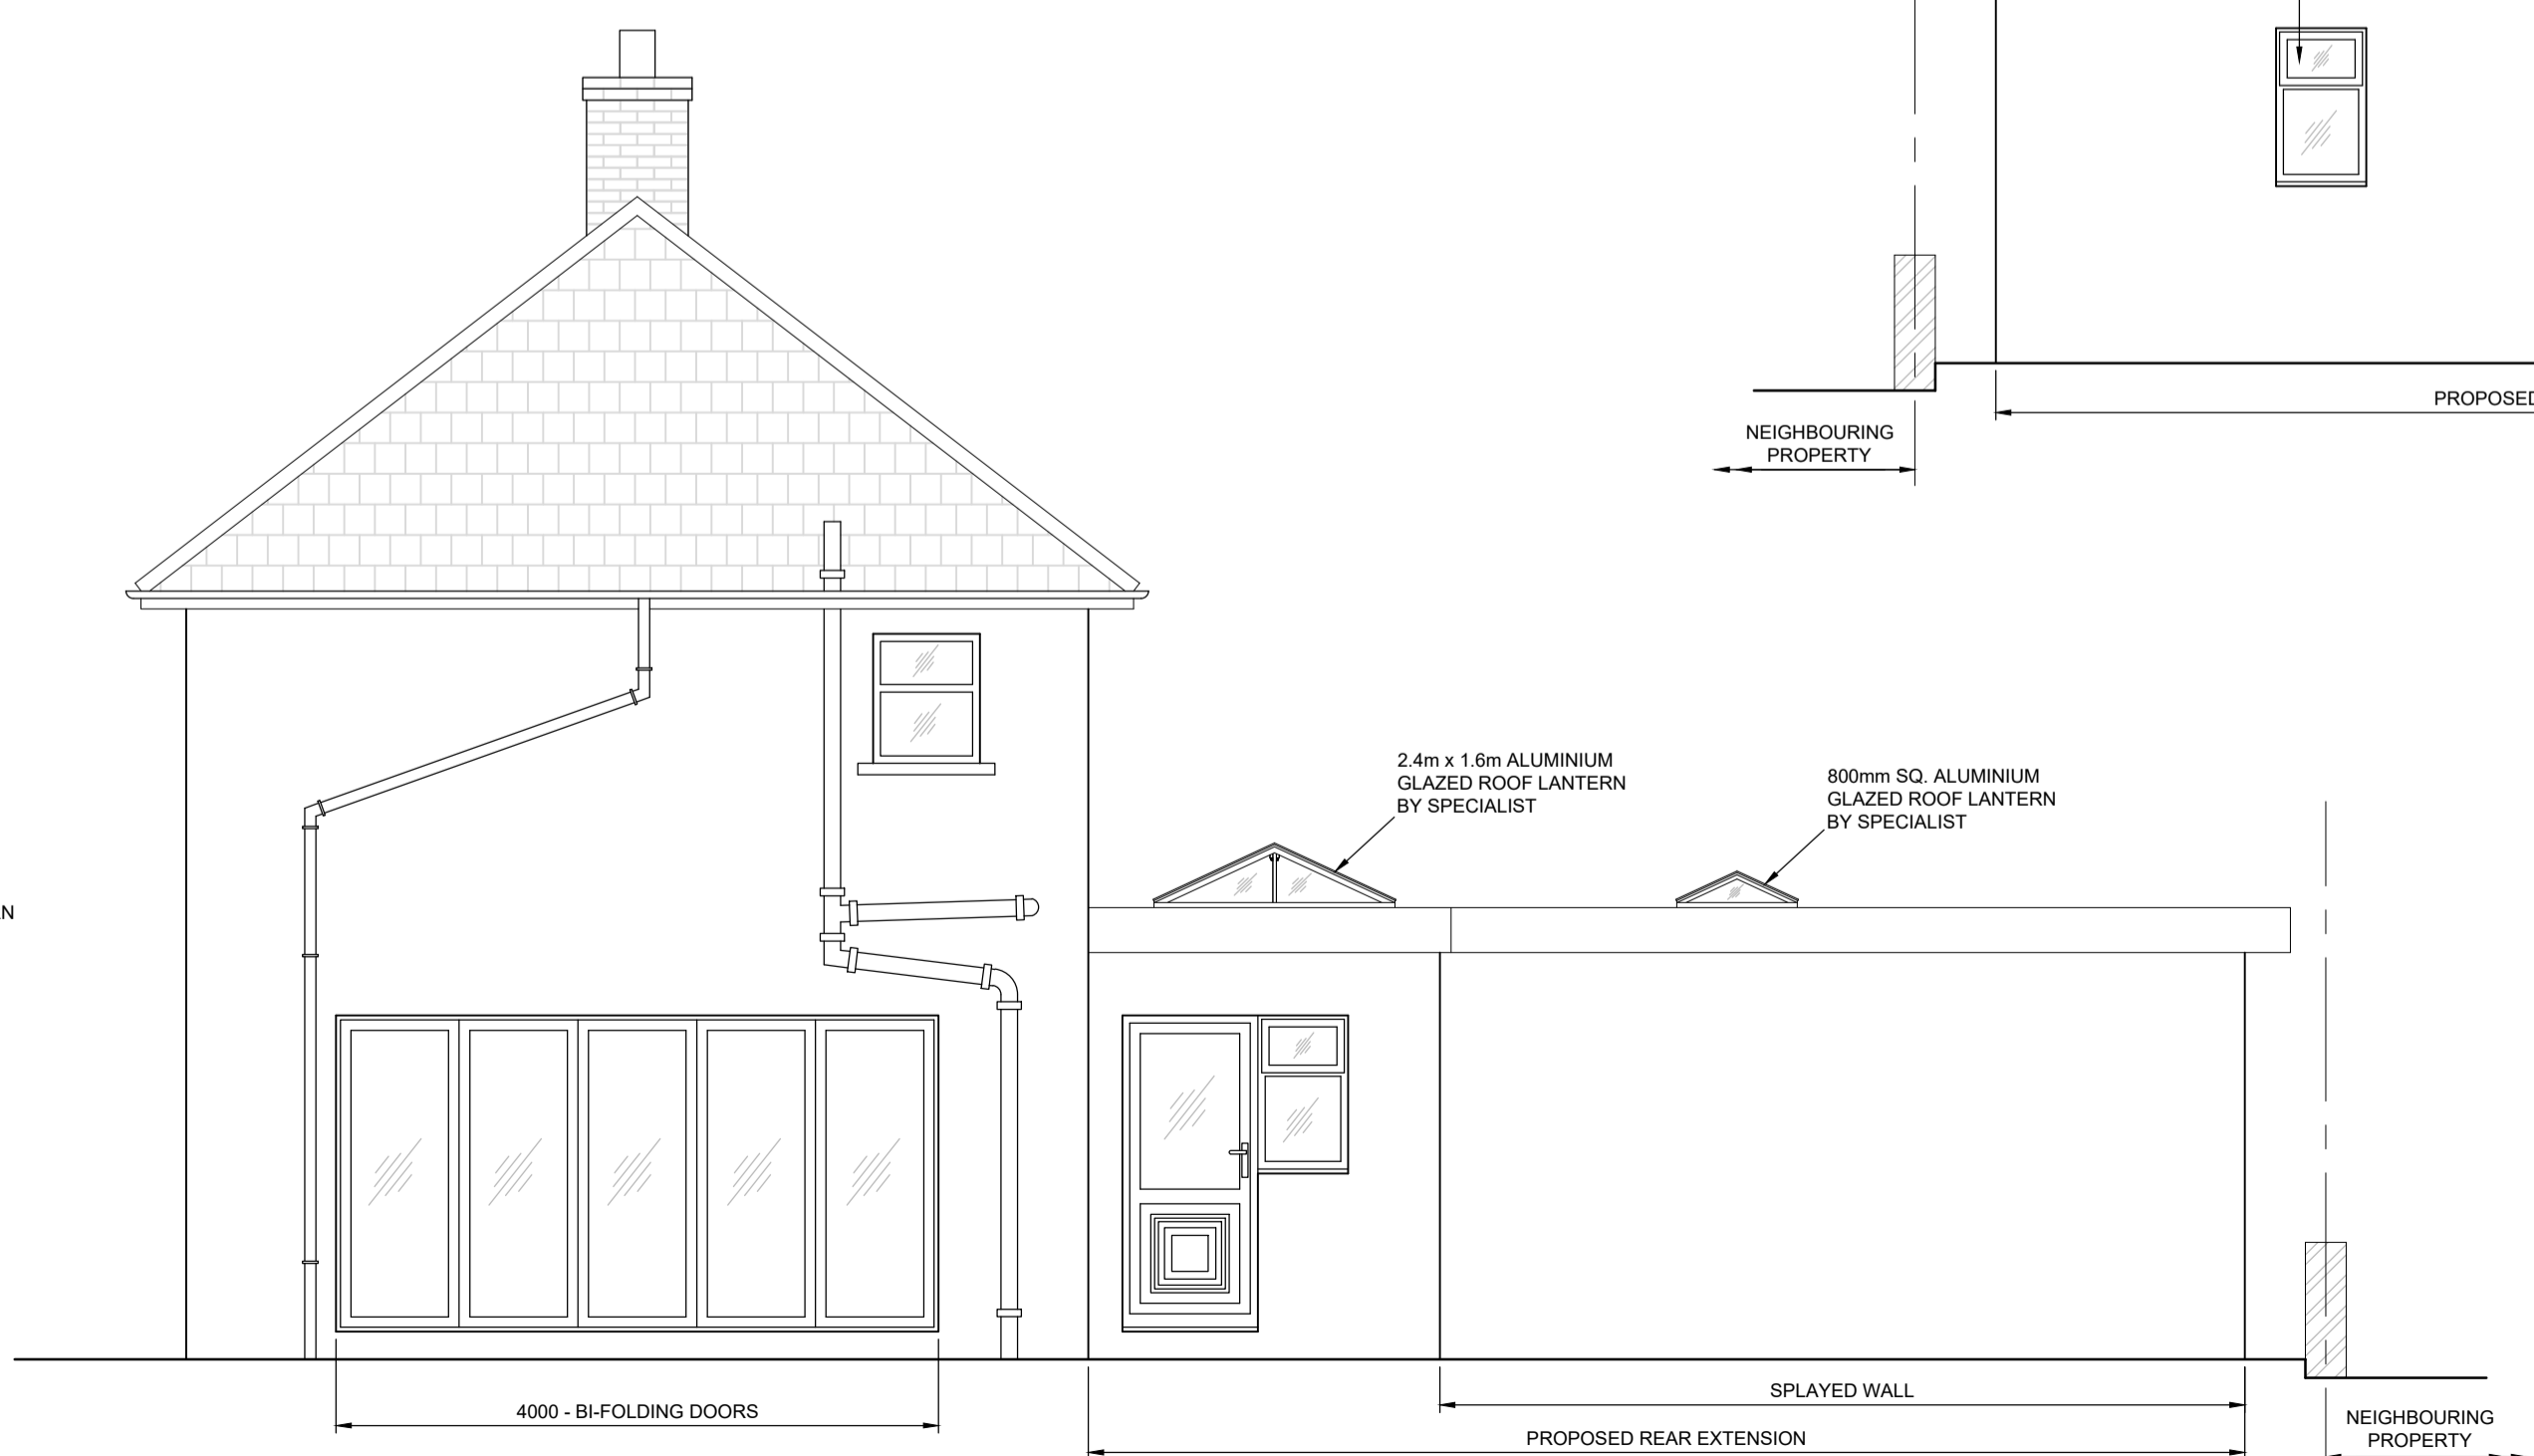 PROPOSED
NEIGHBOURING
PROPERTY
2.4m x 1.6m ALUMINIUM
GLAZED ROOF LANTERN
BY SPECIALIST
800mm SQ. ALUMINIUM
GLAZED ROOF LANTERN
BY SPECIALIST
4000 - BI-FOLDING DOORS
SPLAYED WALL
PROPOSED REAR EXTENSION
NEIGHBOURING
PROPERTY